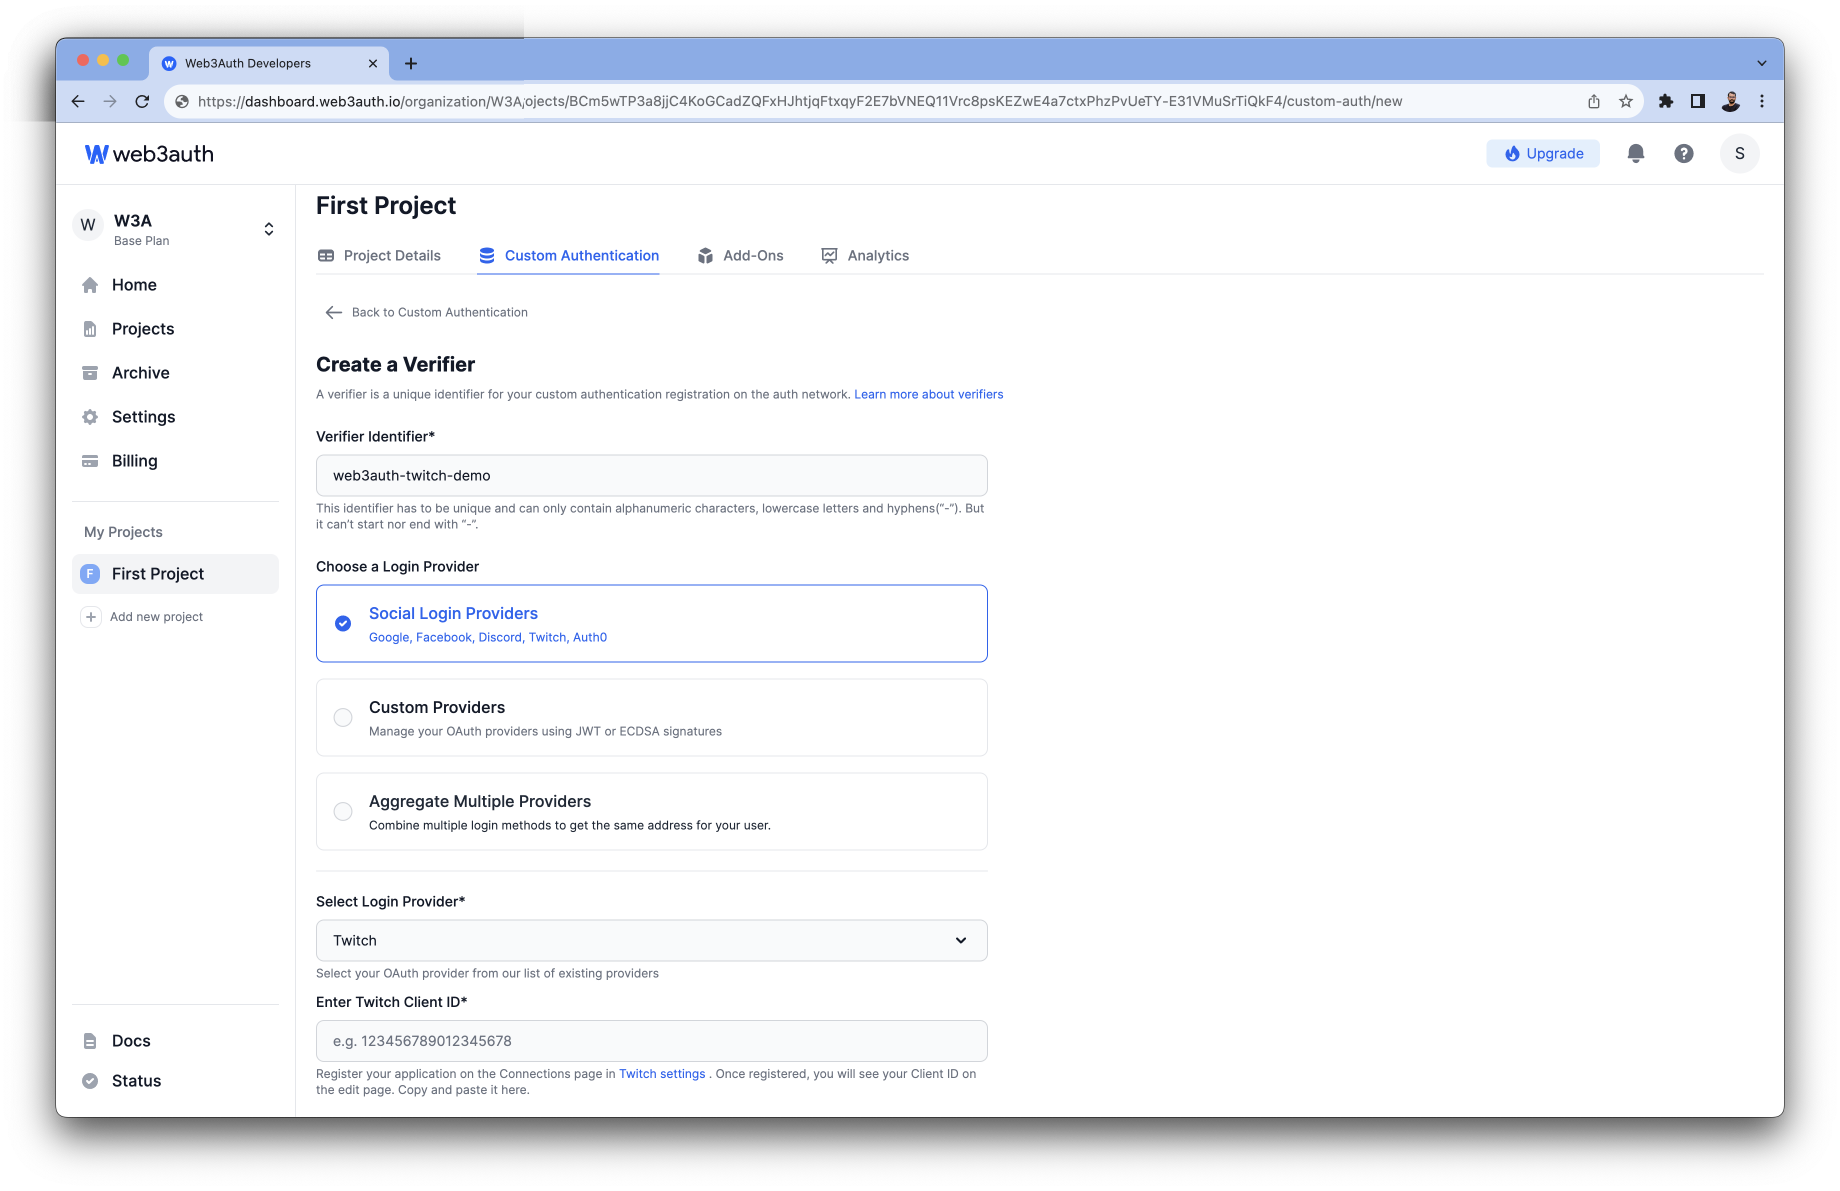 Web3Auth Developers
https://dashboard.web3auth.io/organization/W3A/ojects/BCm5wTP3a8jjC4KoGCadZQFxHJhtjqFtxqyF2E7bVNEQ11Vrc8psKEZwE4a7ctxPhzPvUeTY-E31VMuSrTiQkF4/custom-auth/new
web3auth
Upgrade
S
W
W3A
Base Plan
Home
Projects
Archive
Settings
Billing
My Projects
F
First Project
Add new project
Docs
Status
First Project
Project Details
Custom Authentication
Add-Ons
Analytics
Back to Custom Authentication
Create a Verifier
A verifier is a unique identifier for your custom authentication registration on the auth network. Learn more about verifiers
Verifier Identifier*
web3auth-twitch-demo
This identifier has to be unique and can only contain alphanumeric characters, lowercase letters and hyphens(“-”). But
it can’t start nor end with “-”.
Choose a Login Provider
Social Login Providers
Google, Facebook, Discord, Twitch, Auth0
Custom Providers
Manage your OAuth providers using JWT or ECDSA signatures
Aggregate Multiple Providers
Combine multiple login methods to get the same address for your user.
Select Login Provider*
Twitch
Select your OAuth provider from our list of existing providers
Enter Twitch Client ID*
e.g. 123456789012345678
Register your application on the Connections page in Twitch settings . Once registered, you will see your Client ID on
the edit page. Copy and paste it here.